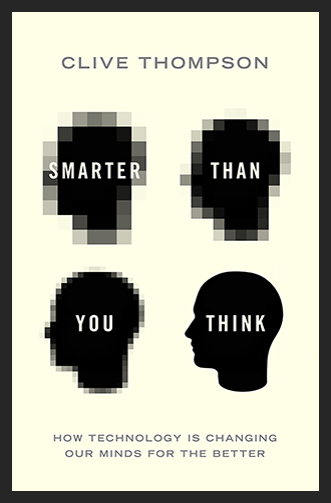 CLIVE THOMPSON
SMARTER THAN
YOU THINK
HOW TECHNOLOGY IS CHANGING
OUR MINDS FOR THE BETTER